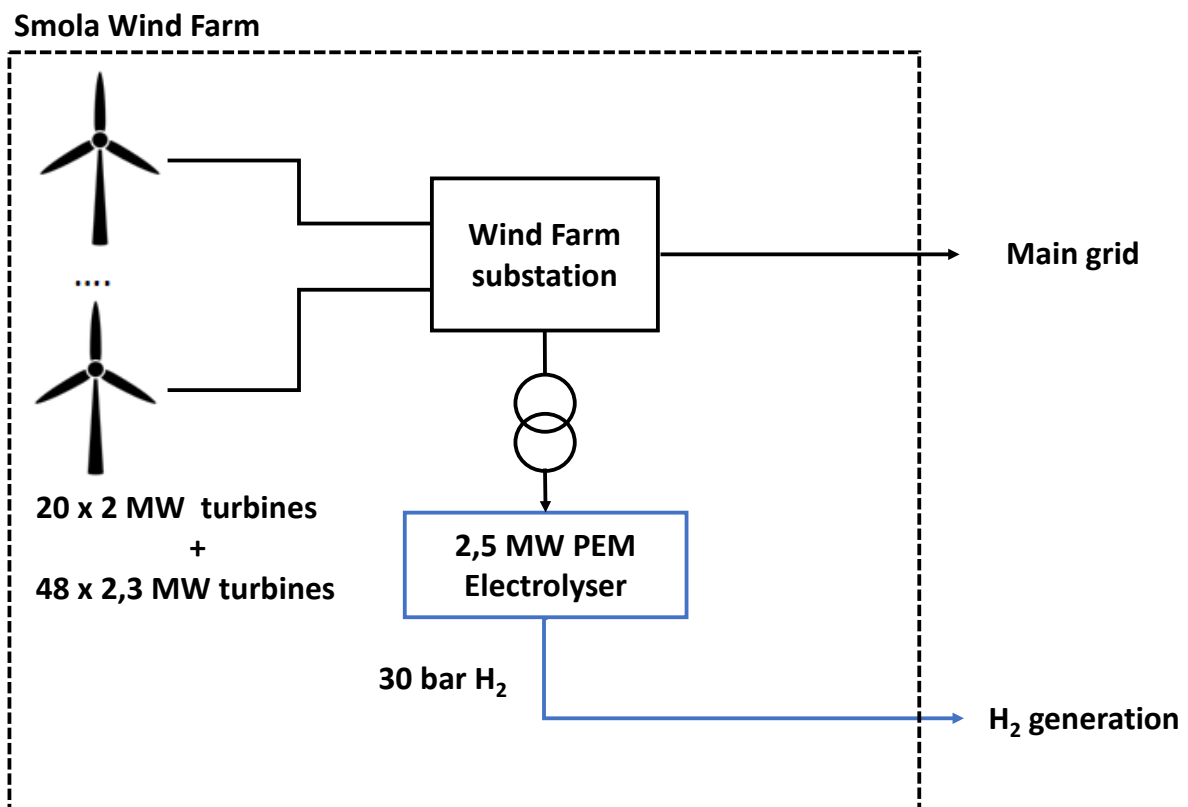 Smola Wind Farm
....
20 x 2 MW turbines
+
48 x 2,3 MW turbines
Wind Farm
substation
Main grid
2,5 MW PEM
Electrolyser
30 bar H₂
H₂ generation